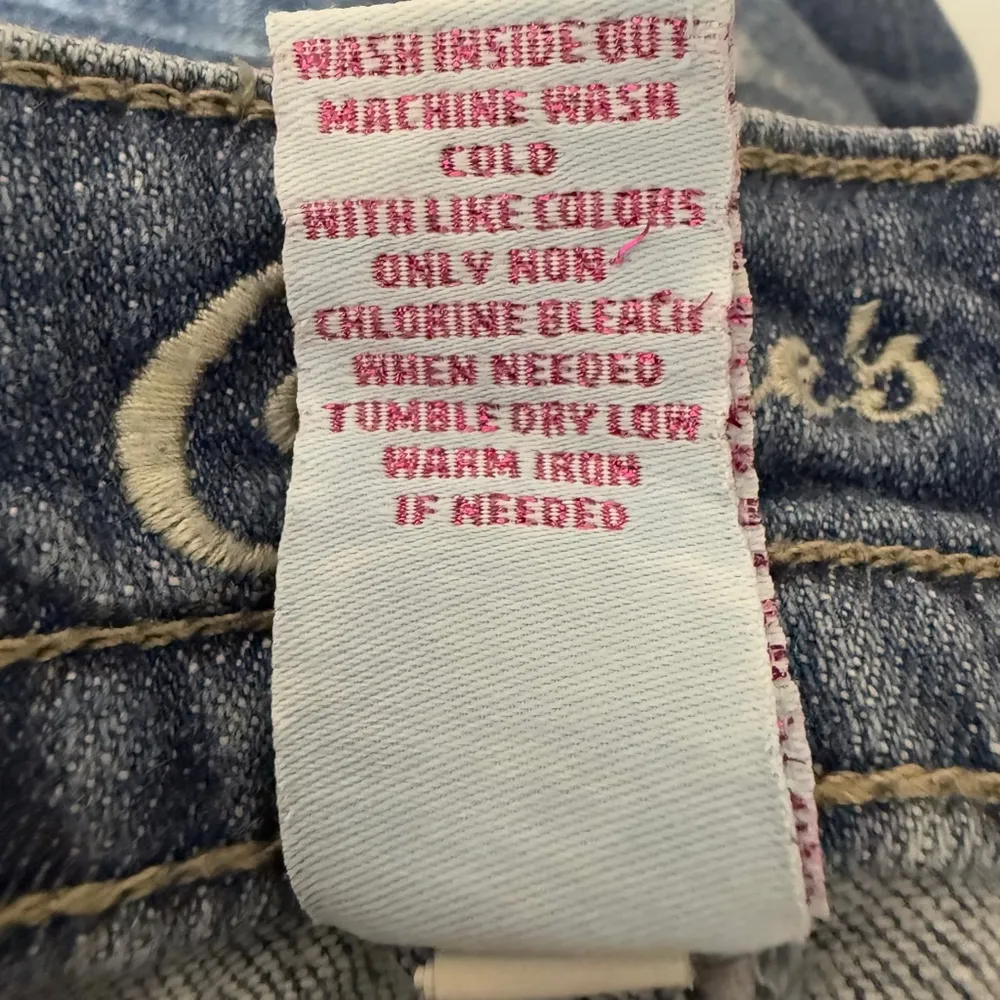 WASH INSIDE OUT
MACHINE WASH
COLD
WITH LIKE COLORS
ONLY NON
CHLORINE BLEACH
WHEN NEEDED
TUMBLE DRY LOW
WARM IRON
IF NEEDED